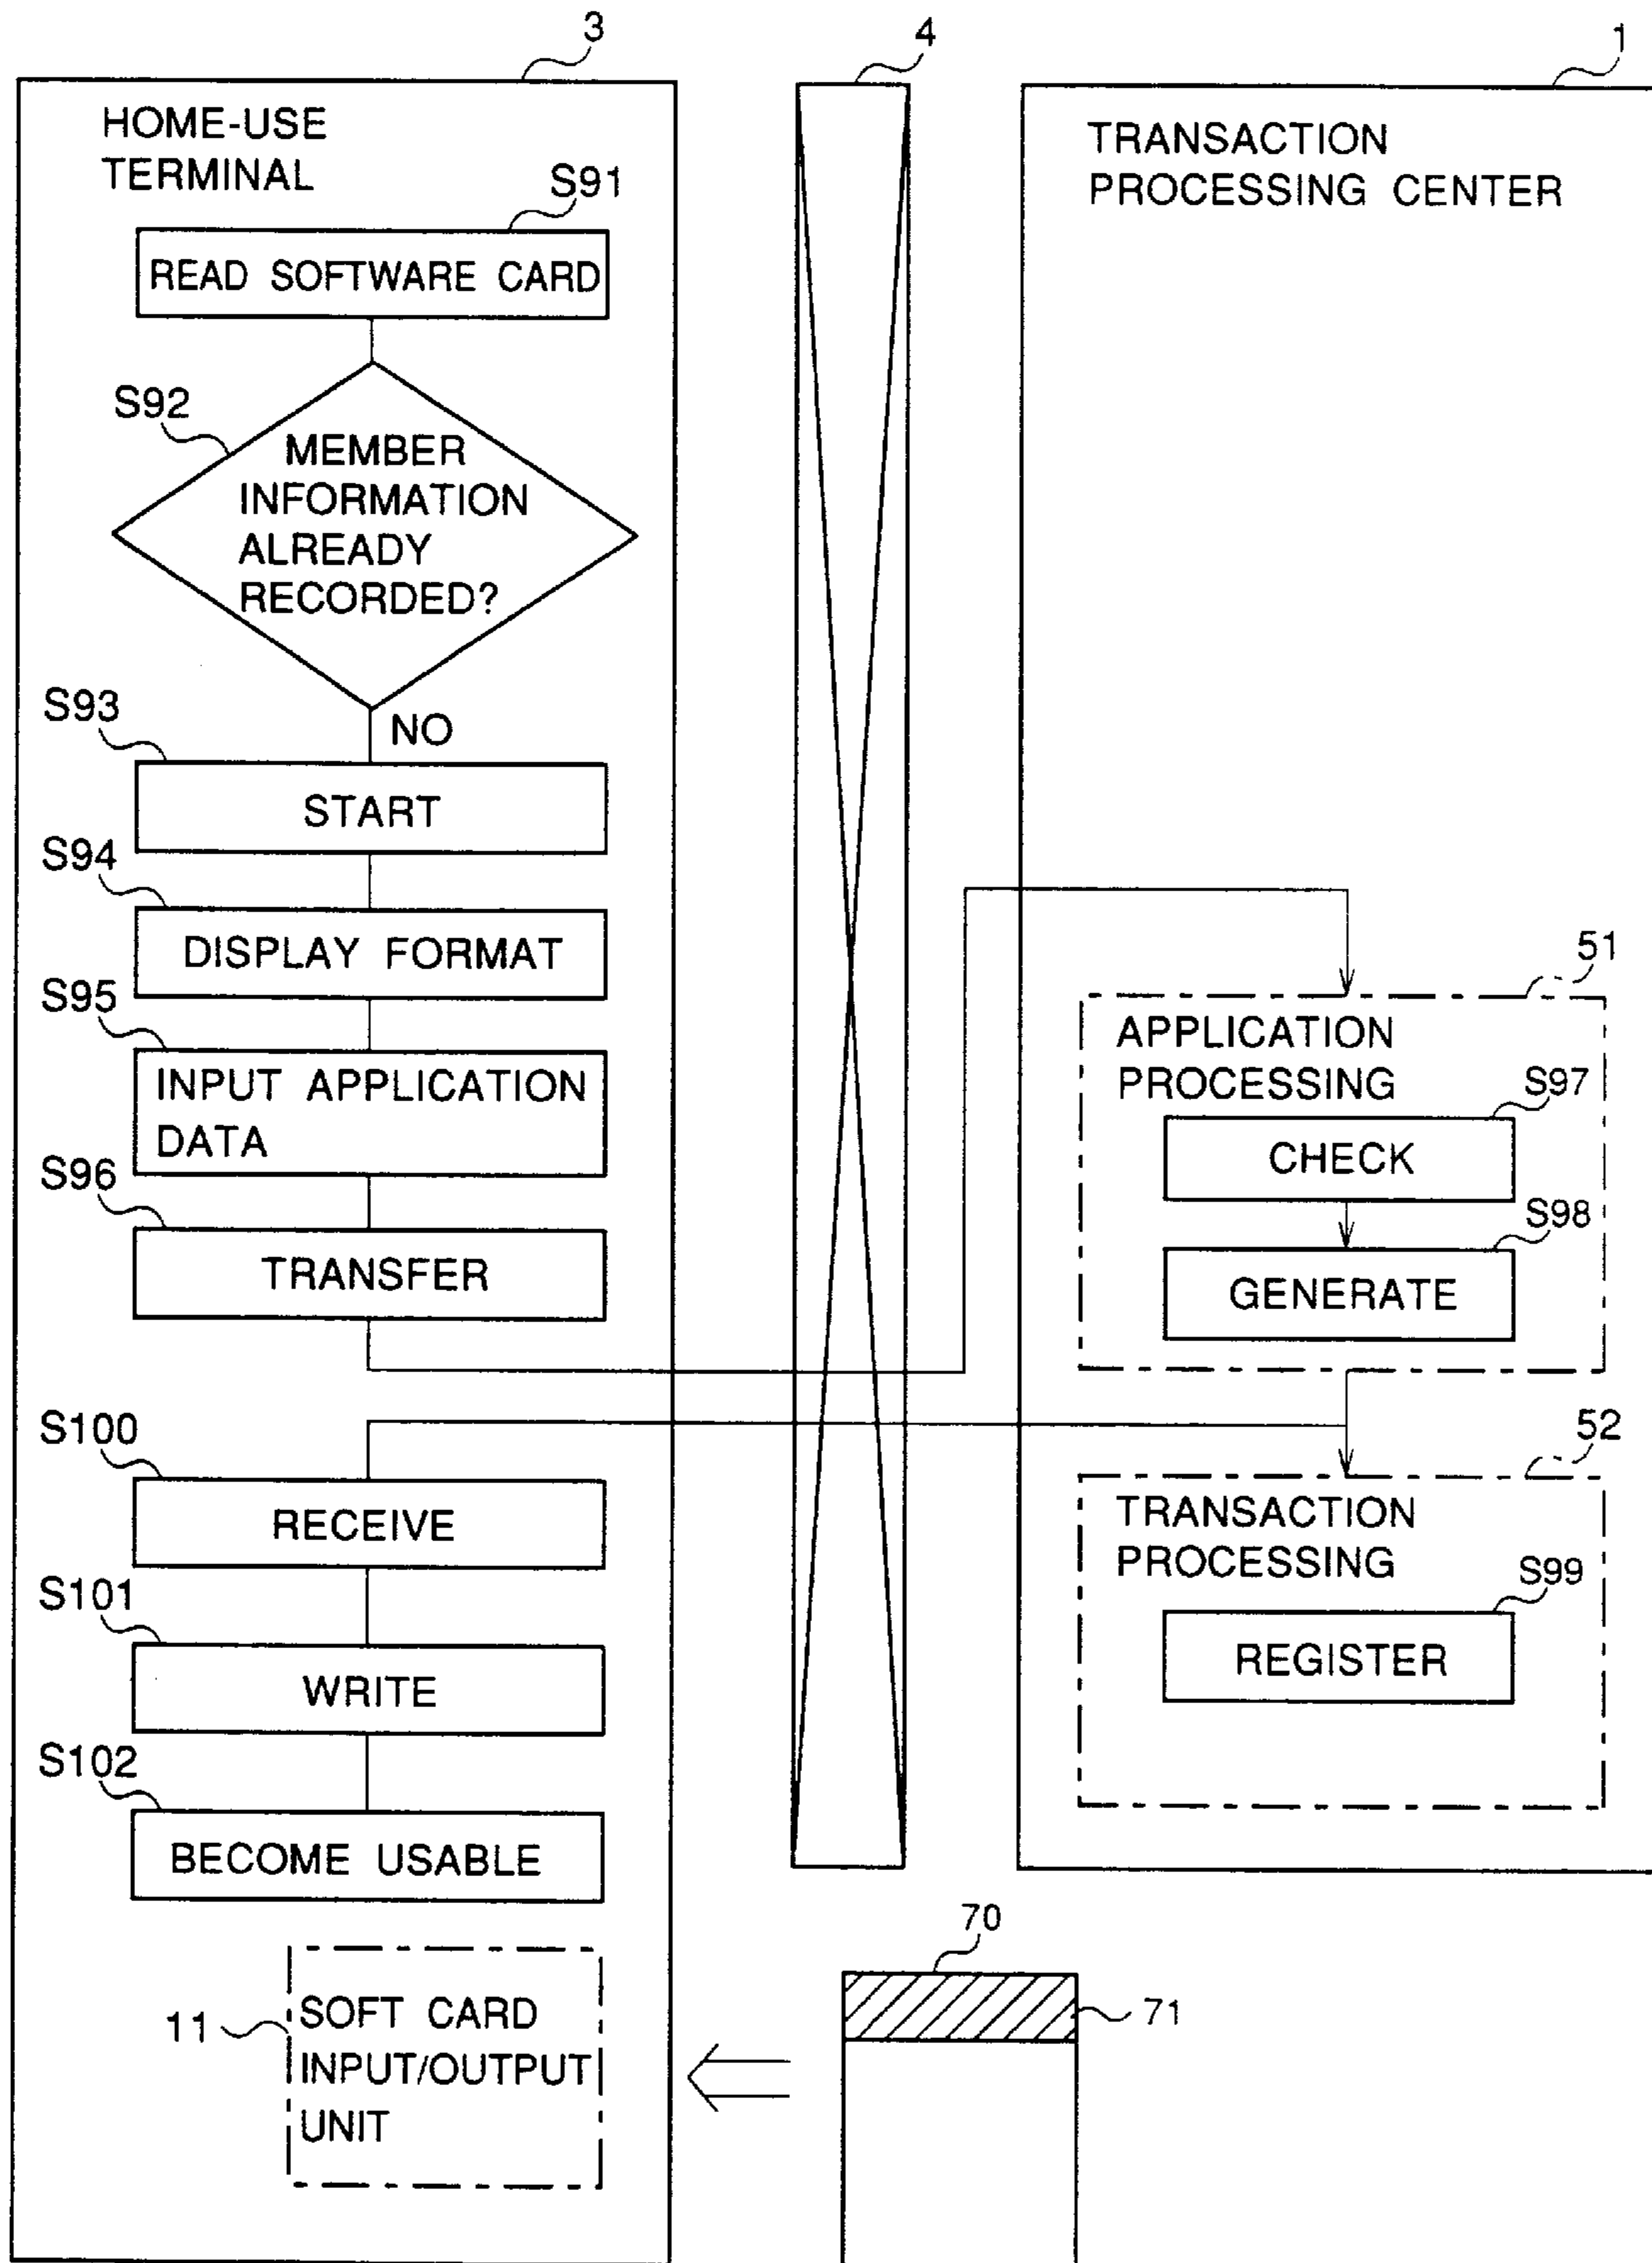 3
4
1
HOME-USE
TERMINAL
TRANSACTION
PROCESSING CENTER
S91
READ SOFTWARE CARD
S92
MEMBER
INFORMATION
ALREADY
RECORDED?
S93
NO
START
S94
DISPLAY FORMAT
S95
INPUT APPLICATION
DATA
S96
TRANSFER
51
APPLICATION
PROCESSING
S97
CHECK
S98
GENERATE
S100
RECEIVE
S101
WRITE
S102
BECOME USABLE
52
TRANSACTION
PROCESSING
S99
REGISTER
11
SOFT CARD
INPUT/OUTPUT
UNIT
70
71